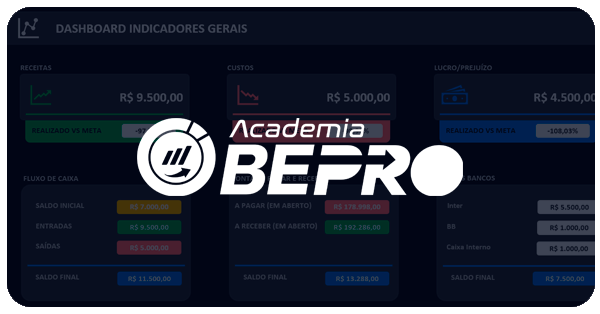 DASHBOARD INDICADORES GERAIS
RECEITAS
CUSTOS
LUCRO/PREJUÍZO
R$ 9.500,00
R$ 5.000,00
R$ 4.500,00
REALIZADO VS META
REALIZADO VS META
-108,03%
Academia
BEPRO
FLUXO DE CAIXA
BANCOS
SALDO INICIAL
R$ 7.000,00
A PAGAR (EM ABERTO)
R$ 178.998,00
Inter
R$ 5.500,00
ENTRADAS
R$ 9.500,00
A RECEBER (EM ABERTO)
R$ 192.286,00
BB
R$ 1.000,00
SAÍDAS
R$ 5.000,00
Caixa Interno
R$ 1.000,00
SALDO FINAL
R$ 11.500,00
SALDO FINAL
R$ 13.288,00
SALDO FINAL
R$ 7.500,00